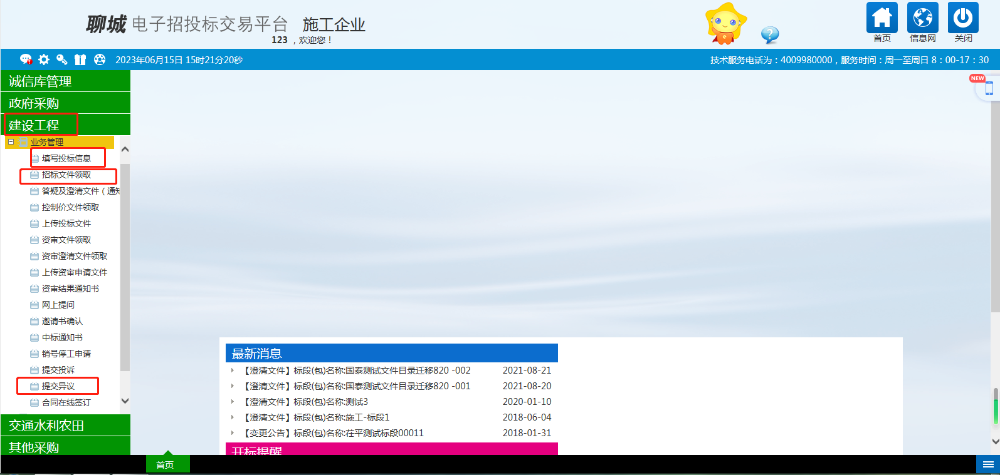 聊城 电子招投标交易平台 施工企业
123 ，欢迎您！
首页
信息网
关闭
2023年06月15日 15时21分20秒
技术服务电话为：4009980000，服务时间：周一至周日 8：00-17：30
NEW
诚信库管理
政府采购
建设工程
业务管理
填写投标信息
招标文件领取
答疑及澄清文件（通知
控制价文件领取
上传投标文件
资审文件领取
资审澄清文件领取
上传资审申请文件
资审结果通知书
网上提问
邀请书确认
中标通知书
销号停工申请
提交投诉
提交异议
合同在线签订
交通水利农田
其他采购
最新消息
【澄清文件】标段(包)名称:国泰测试文件目录迁移820 -002 2021-08-21
【澄清文件】标段(包)名称:国泰测试文件目录迁移820 -001 2021-08-20
【澄清文件】标段(包)名称:测试3 2020-01-10
【澄清文件】标段(包)名称:施工-标段1 2018-06-04
【变更公告】标段(包)名称:茌平测试标段00011 2018-01-31
开标提醒
首页